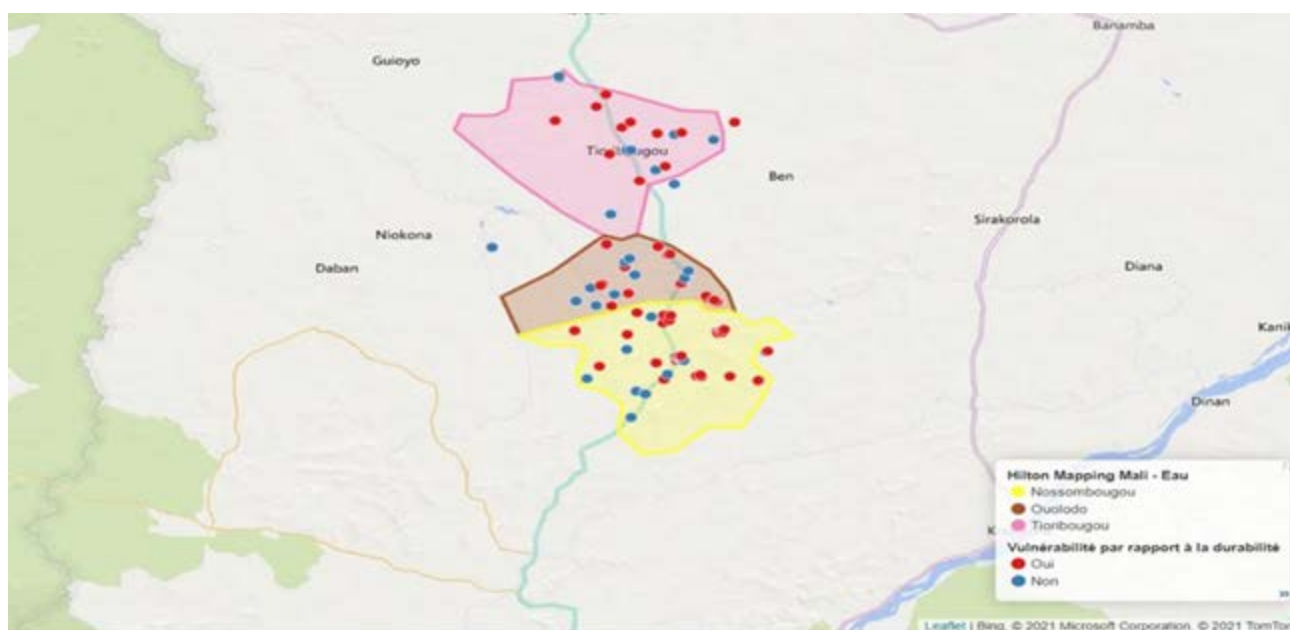 Banamba
Guioyo
Tioribougou
Ben
Sirakorola
Niokona
Daban
Diana
Dinan
Hilton Mapping Mali - Eau
Nossombougou
Ouolodo
Tioribougou
Vulnérabilité par rapport à la durabilité
Oui
Non
»
Leaflet | Bing, © 2021 Microsoft Corporation, © 2021 TomTom